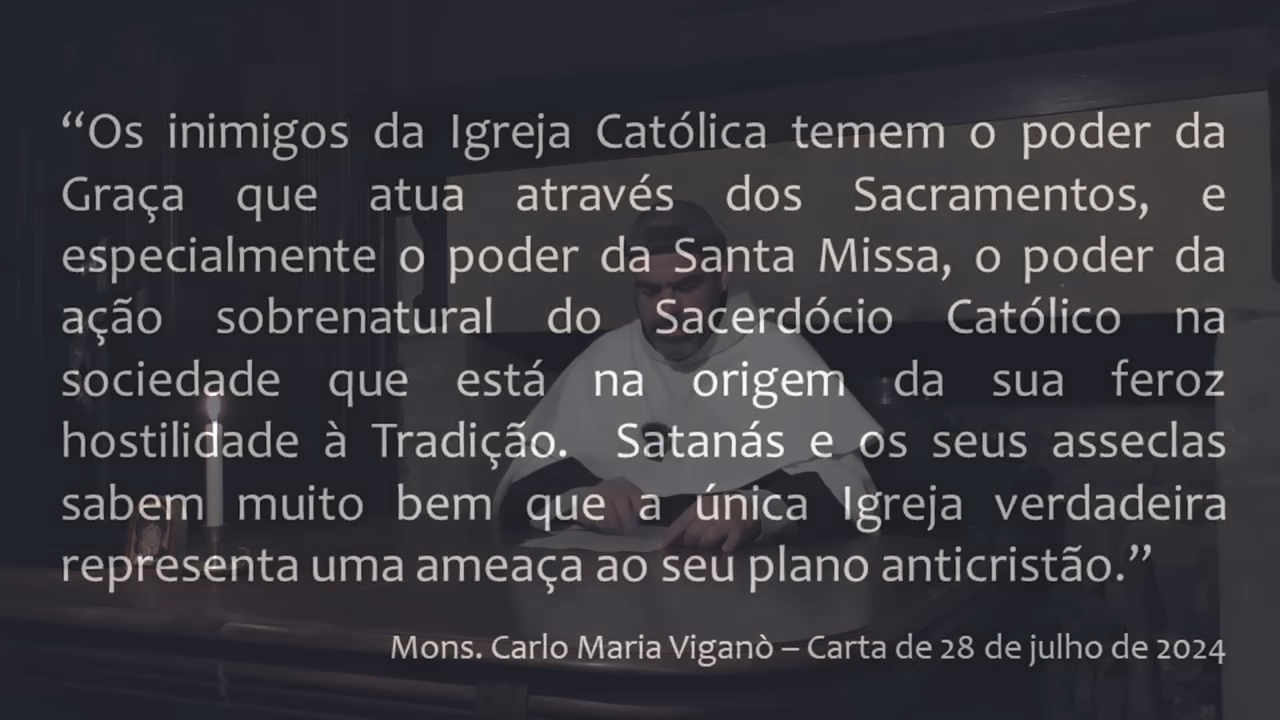 “Os inimigos da Igreja Católica temem o poder da
Graça que atua através dos Sacramentos, e
especialmente o poder da Santa Missa, o poder da
ação sobrenatural do Sacerdócio Católico na
sociedade que está na origem da sua feroz
hostilidade à Tradição. Satanás e os seus asseclas
sabem muito bem que a única Igreja verdadeira
representa uma ameaça ao seu plano anticristão.”
Mons. Carlo Maria Viganò – Carta de 28 de julho de 2024